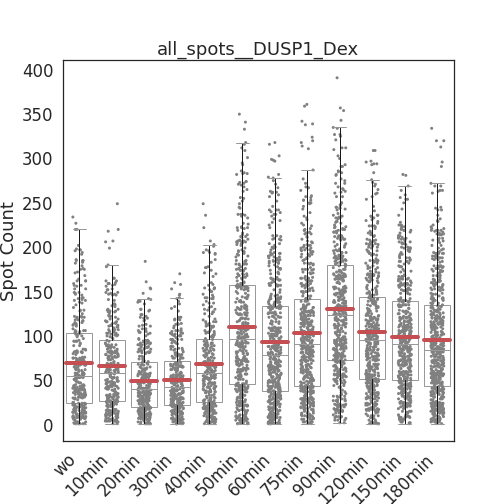 all_spots__DUSP1_Dex
Spot Count
400
350
300
250
200
150
100
50
0
wo
10min
20min
30min
40min
50min
60min
75min
90min
120min
150min
180min